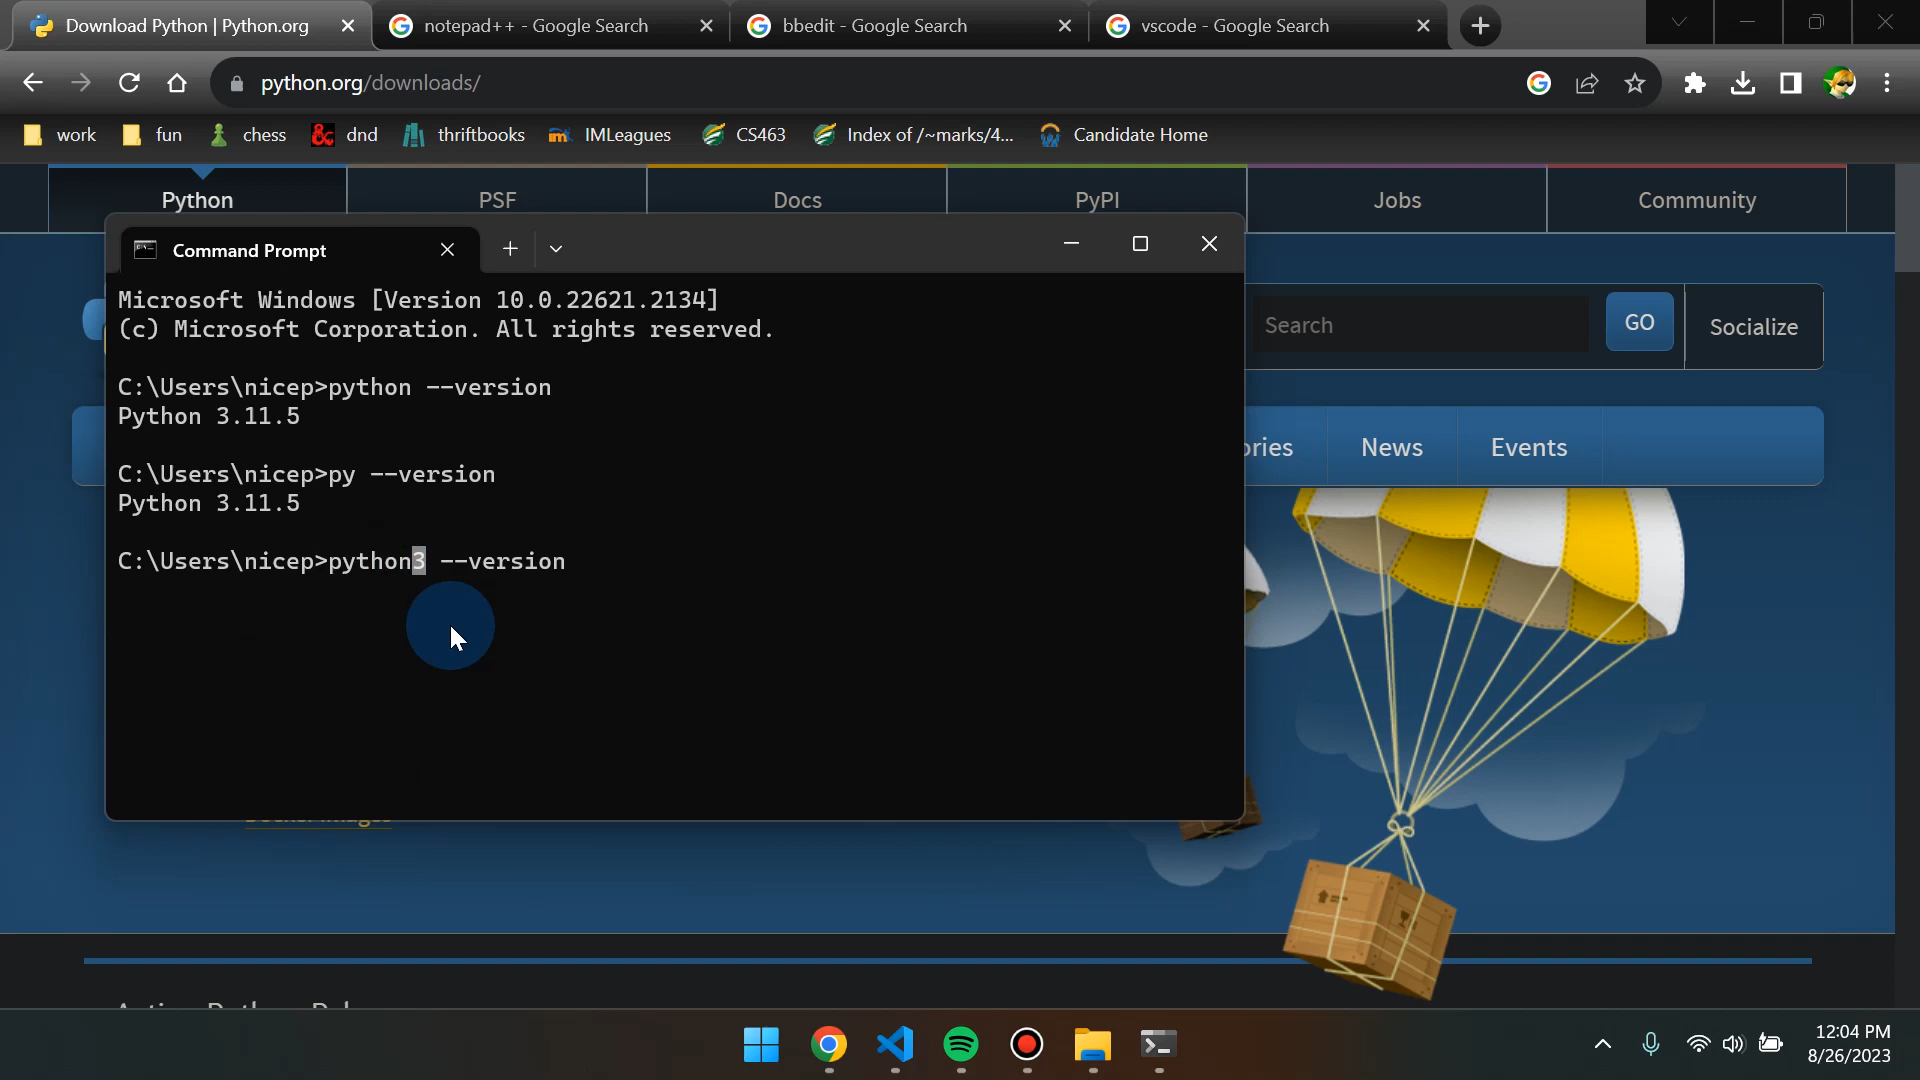 Download Python | Python.org
notepad++ - Google Search
bbedit - Google Search
vscode - Google Search
python.org/downloads/
work
fun
chess
dnd
thriftbooks
IMLeagues
CS463
Index of /~marks/4...
Candidate Home
Python
PSF
Docs
PyPI
Jobs
Community
Command Prompt
Search
GO
Socialize
News
Events
Microsoft Windows [Version 10.0.22621.2134]
(c) Microsoft Corporation. All rights reserved.
C:\Users\nicep>python --version
Python 3.11.5
C:\Users\nicep>py --version
Python 3.11.5
C:\Users\nicep>python3 --version
12:04 PM
8/26/2023